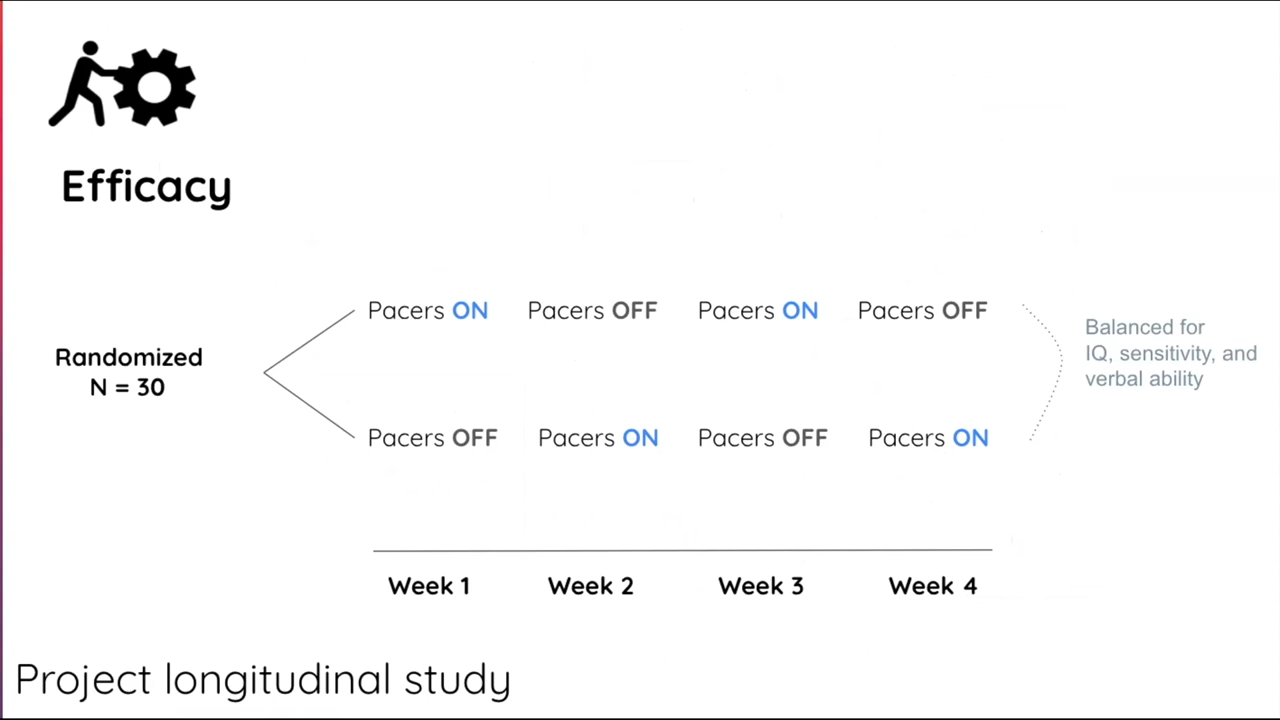 Efficacy
Randomized
N = 30
Pacers ON Pacers OFF Pacers ON Pacers OFF
Pacers OFF Pacers ON Pacers OFF Pacers ON
Balanced for
IQ, sensitivity, and
verbal ability
Week 1 Week 2 Week 3 Week 4
Project longitudinal study